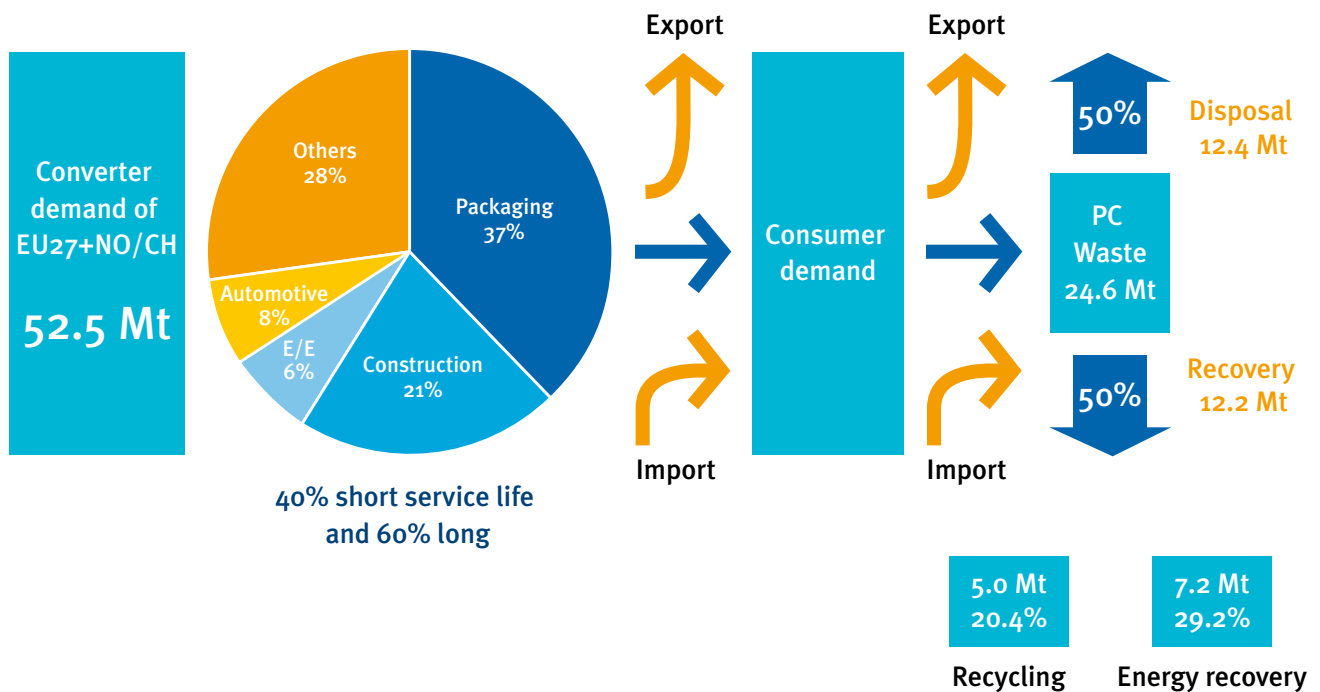 Converter
demand of
EU27+NO/CH
52.5 Mt
Others
28%
Packaging
37%
Automotive
8%
E/E
6%
Construction
21%
40% short service life
and 60% long
Export
Import
Consumer
demand
Export
Import
50%
Disposal
12.4 Mt
PC
Waste
24.6 Mt
50%
Recovery
12.2 Mt
5.0 Mt
20.4%
Recycling
7.2 Mt
29.2%
Energy recovery